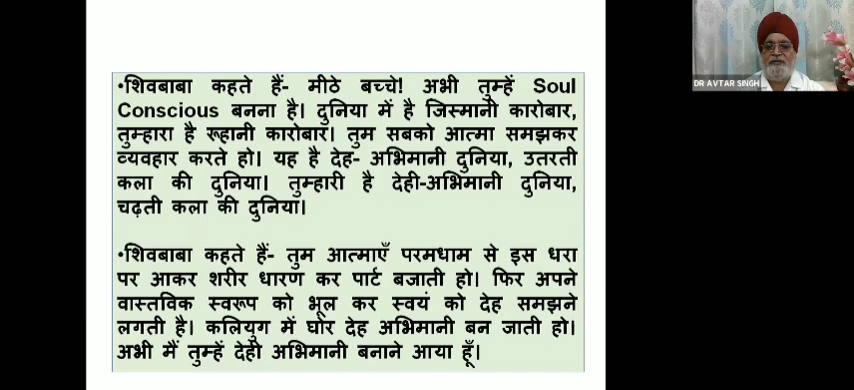 •शिवबाबा कहते हैं- मीठे बच्चे! अभी तुम्हें Soul
Conscious बनना है। दुनिया में है जिस्मानी कारोबार,
तुम्हारा है रूहानी कारोबार। तुम सबको आत्मा समझकर
व्यवहार करते हो। यह है देह- अभिमानी दुनिया, उतरती
कला की दुनिया। तुम्हारी है देही-अभिमानी दुनिया,
चढ़ती कला की दुनिया।
•शिवबाबा कहते हैं- तुम आत्माएँ परमधाम से इस धरा
पर आकर शरीर धारण कर पार्ट बजाती हो। फिर अपने
वास्तविक स्वरूप को भूल कर स्वयं को देह समझने
लगती है। कलियुग में घोर देह अभिमानी बन जाती हो।
अभी मैं तुम्हें देही अभिमानी बनाने आया हूँ।
DR AVTAR SINGH